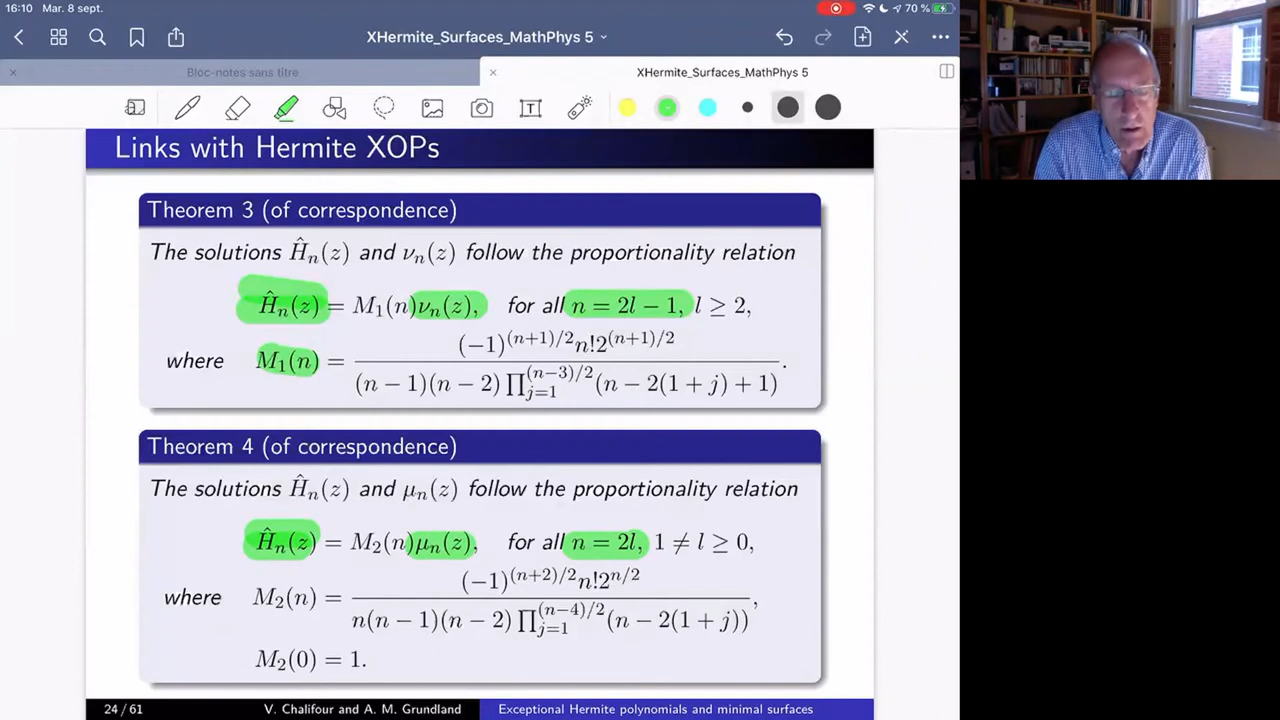 16:10 Mar. 8 sept. 70 %
XHermite_Surfaces_MathPhys 5
Bloc-notes sans titre
XHermite_Surfaces_MathPhys 5
Links with Hermite XOPs
Theorem 3 (of correspondence)
The solutions Ĥ_n(z) and ν_n(z) follow the proportionality relation
Ĥ_n(z) = M_1(n)ν_n(z), for all n = 2l − 1, l ≥ 2,
where M_1(n) = \frac{(−1)^{(n+1)/2} n! 2^{(n+1)/2}}{(n − 1)(n − 2) ∏_{j=1}^{(n−3)/2} (n − 2(1 + j) + 1)}.
Theorem 4 (of correspondence)
The solutions Ĥ_n(z) and μ_n(z) follow the proportionality relation
Ĥ_n(z) = M_2(n)μ_n(z), for all n = 2l, 1 ≠ l ≥ 0,
where M_2(n) = \frac{(−1)^{(n+2)/2} n! 2^{n/2}}{n(n − 1)(n − 2) ∏_{j=1}^{(n−4)/2} (n − 2(1 + j))},
M_2(0) = 1.
24 / 61 V. Chalifour and A. M. Grundland Exceptional Hermite polynomials and minimal surfaces